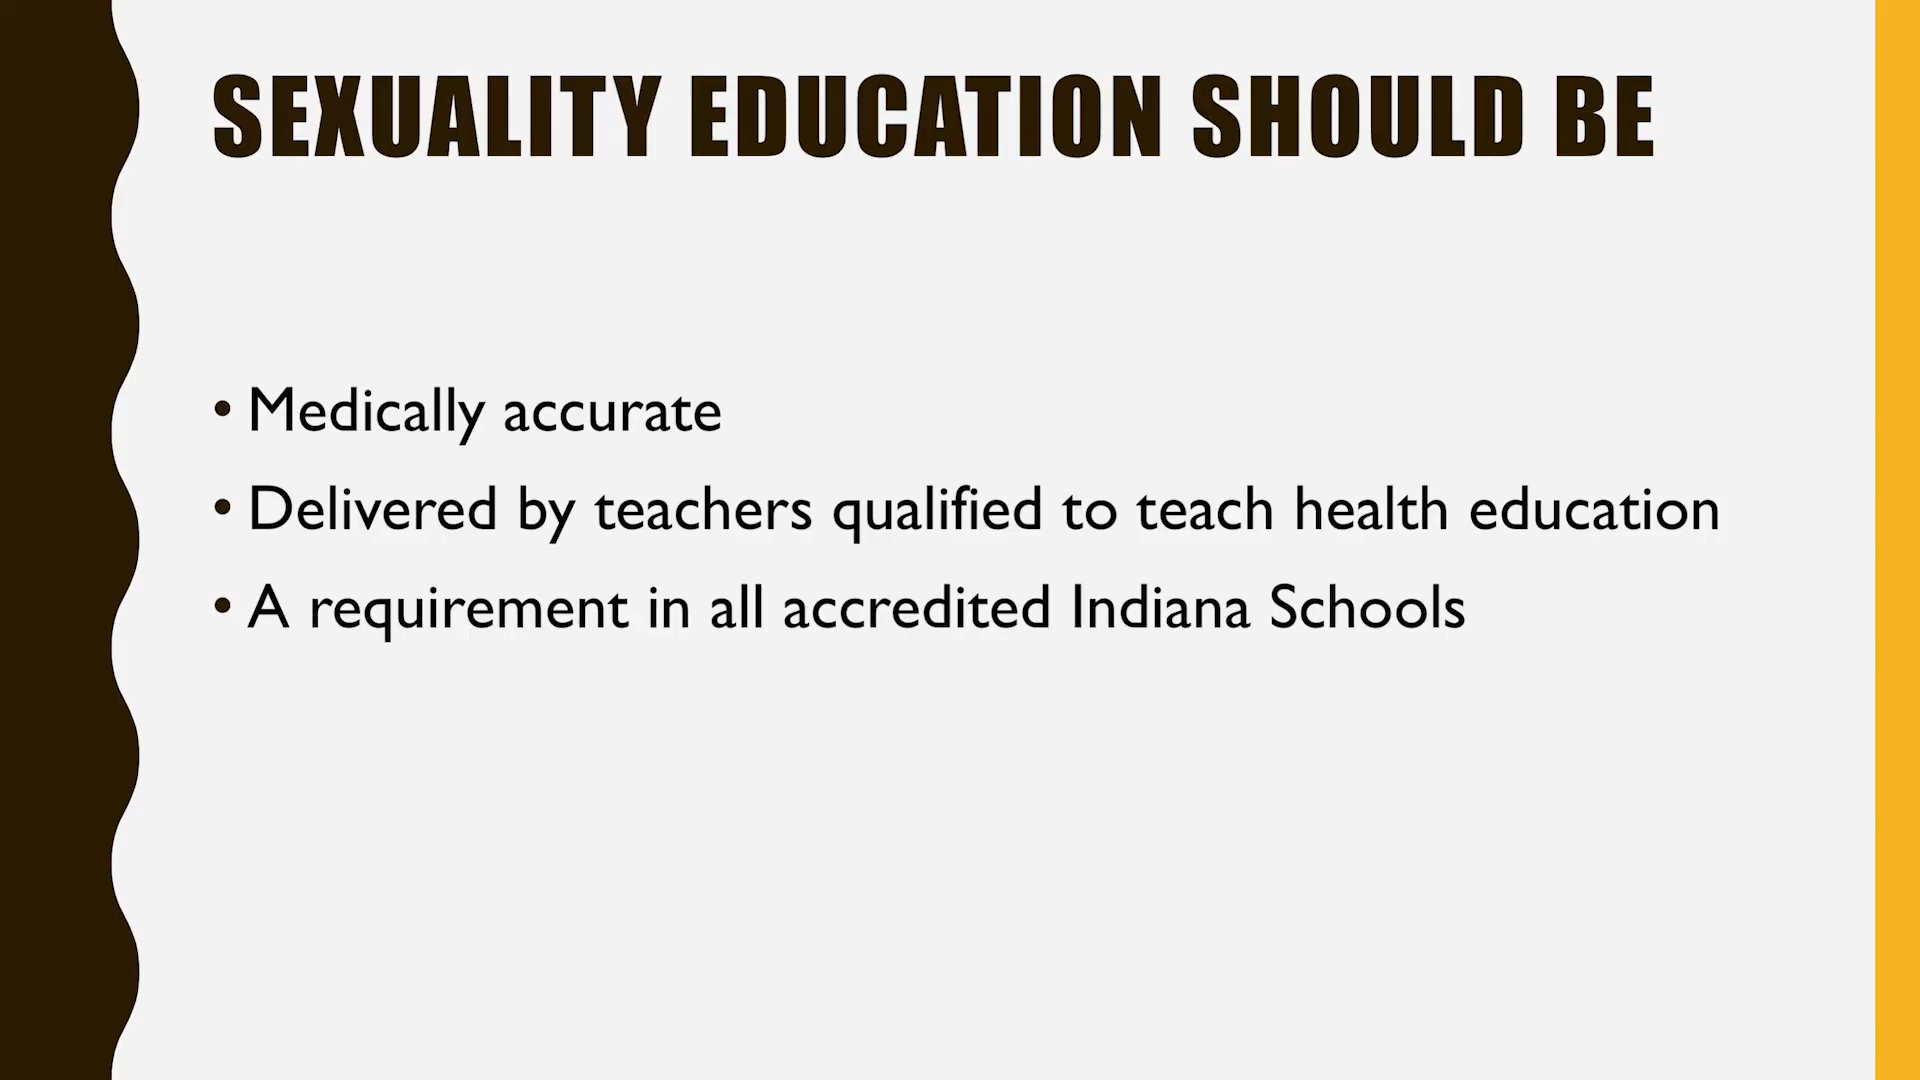 SEXUALITY EDUCATION SHOULD BE
• Medically accurate
• Delivered by teachers qualified to teach health education
• A requirement in all accredited Indiana Schools